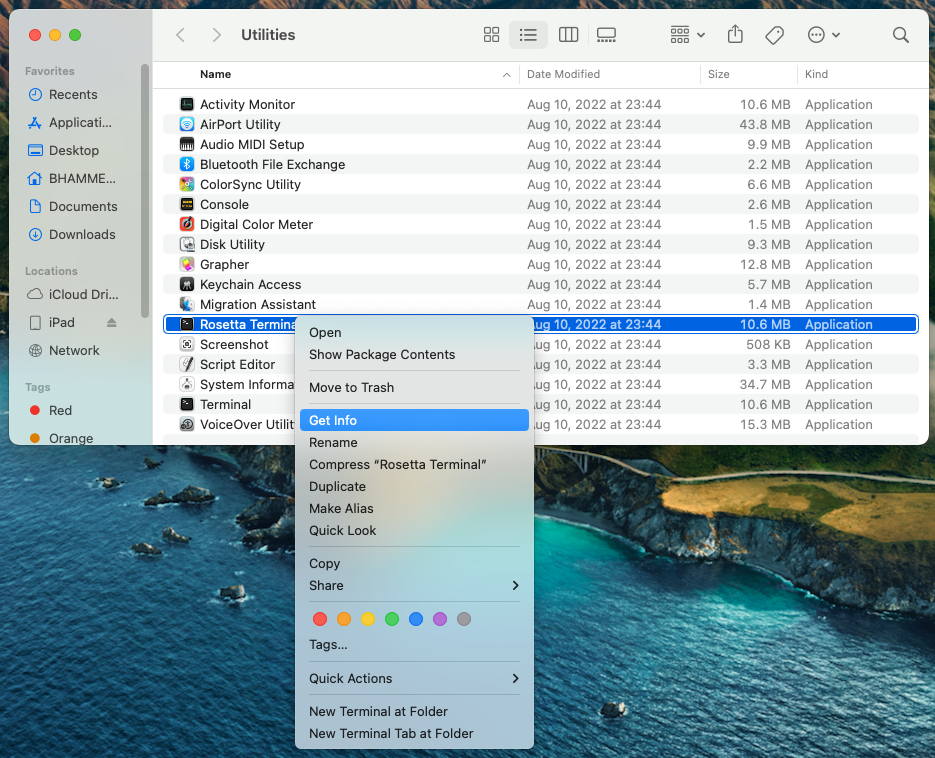 Utilities
Favorites
Recents
Applicati...
Desktop
BHAMME...
Documents
Downloads
Locations
iCloud Dri...
iPad
Network
Tags
Red
Orange
Name Date Modified Size Kind
Activity Monitor Aug 10, 2022 at 23:44 10.6 MB Application
AirPort Utility Aug 10, 2022 at 23:44 43.8 MB Application
Audio MIDI Setup Aug 10, 2022 at 23:44 9.9 MB Application
Bluetooth File Exchange Aug 10, 2022 at 23:44 2.2 MB Application
ColorSync Utility Aug 10, 2022 at 23:44 6.6 MB Application
Console Aug 10, 2022 at 23:44 2.6 MB Application
Digital Color Meter Aug 10, 2022 at 23:44 1.5 MB Application
Disk Utility Aug 10, 2022 at 23:44 9.3 MB Application
Grapher Aug 10, 2022 at 23:44 12.8 MB Application
Keychain Access Aug 10, 2022 at 23:44 5.7 MB Application
Migration Assistant Aug 10, 2022 at 23:44 1.4 MB Application
Rosetta Termina ug 10, 2022 at 23:44 10.6 MB Application
Screenshot ug 10, 2022 at 23:44 508 KB Application
Script Editor ug 10, 2022 at 23:44 3.3 MB Application
System Informa ug 10, 2022 at 23:44 34.7 MB Application
Terminal ug 10, 2022 at 23:44 10.6 MB Application
VoiceOver Utilit ug 10, 2022 at 23:44 15.3 MB Application
Open
Show Package Contents
Move to Trash
Get Info
Rename
Compress “Rosetta Terminal”
Duplicate
Make Alias
Quick Look
Copy
Share
Tags...
Quick Actions
New Terminal at Folder
New Terminal Tab at Folder